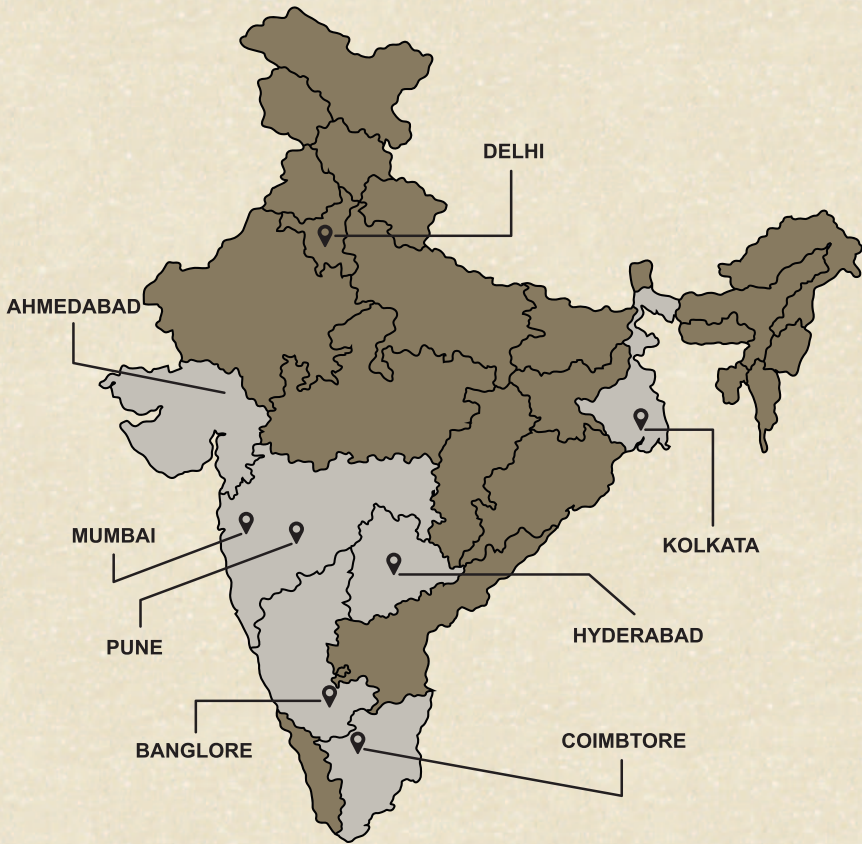 DELHI
AHMEDABAD
MUMBAI
KOLKATA
PUNE
HYDERABAD
BANGLORE
COIMBTORE